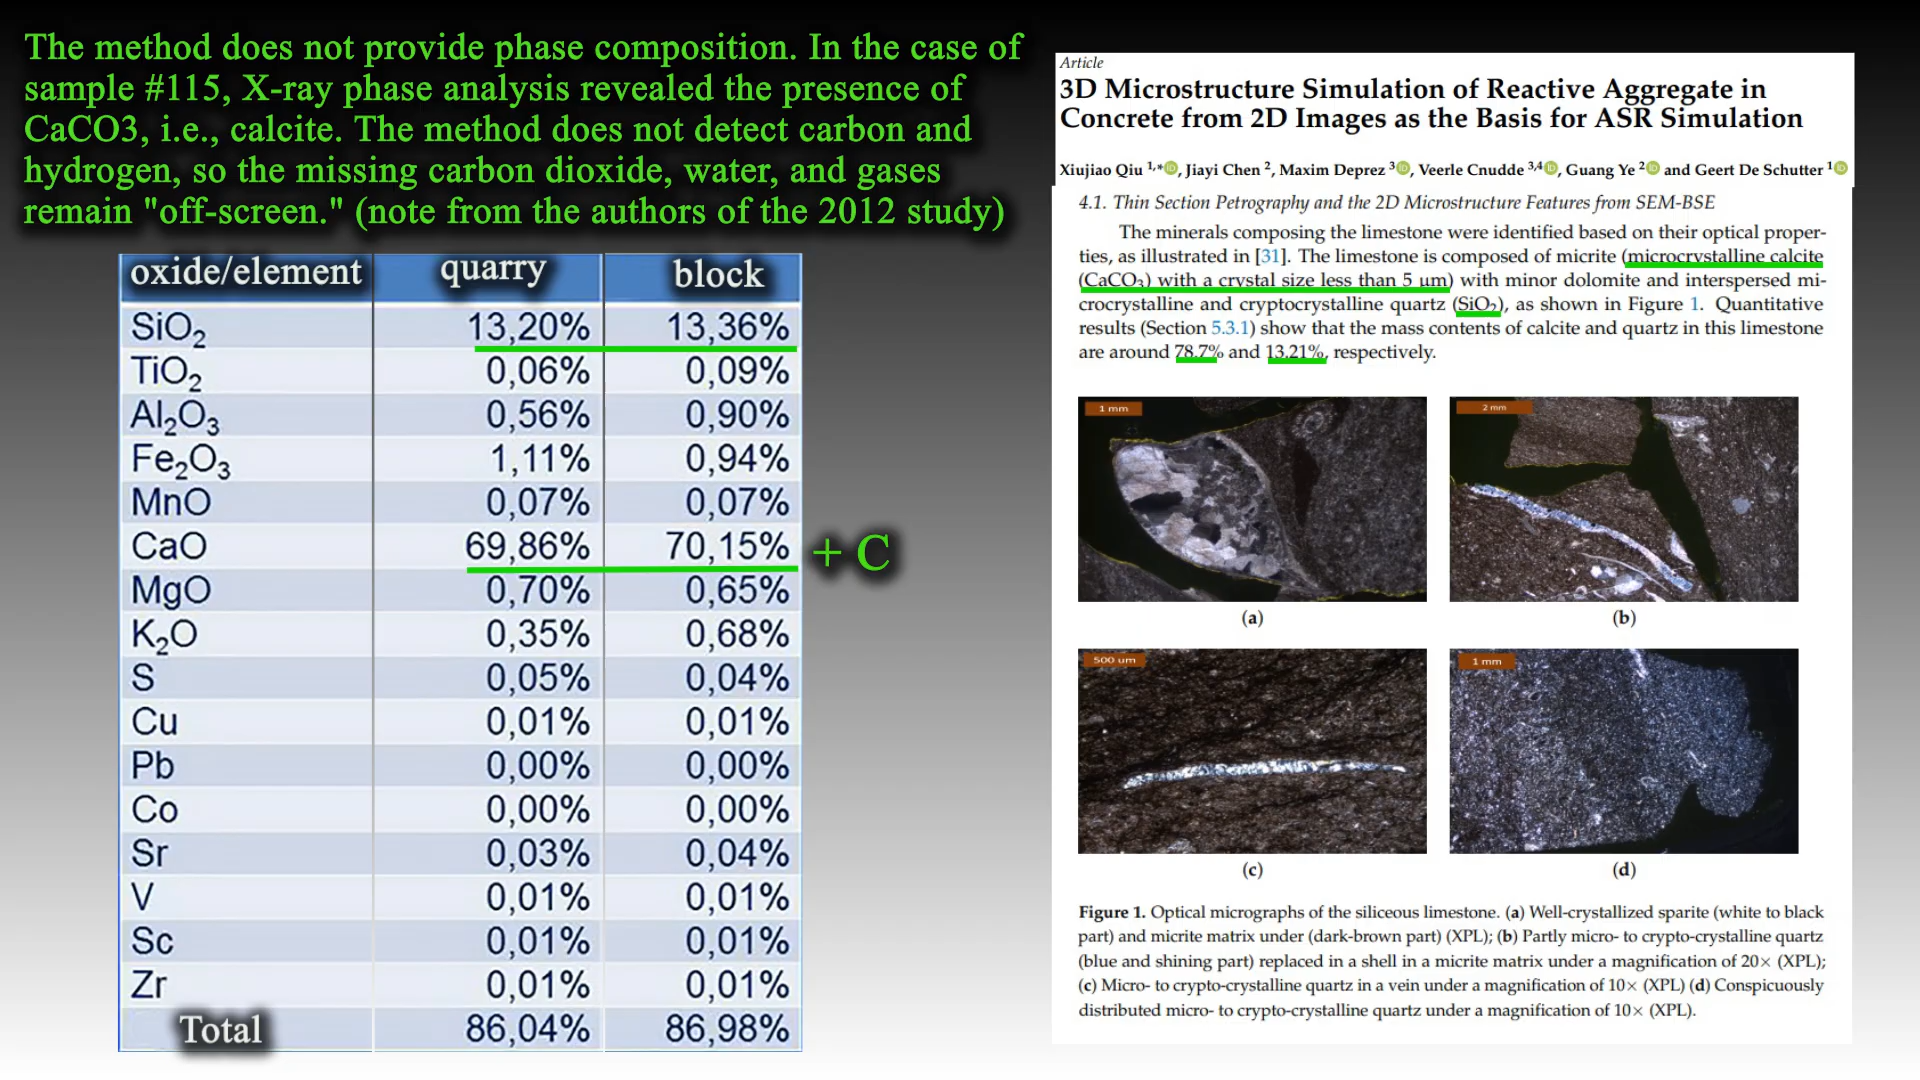 The method does not provide phase composition. In the case of
sample #115, X-ray phase analysis revealed the presence of
CaCO3, i.e., calcite. The method does not detect carbon and
hydrogen, so the missing carbon dioxide, water, and gases
remain "off-screen." (note from the authors of the 2012 study)
oxide/element quarry block
SiO₂ 13,20% 13,36%
TiO₂ 0,06% 0,09%
Al₂O₃ 0,56% 0,90%
Fe₂O₃ 1,11% 0,94%
MnO 0,07% 0,07%
CaO 69,86% 70,15% + C
MgO 0,70% 0,65%
K₂O 0,35% 0,68%
S 0,05% 0,04%
Cu 0,01% 0,01%
Pb 0,00% 0,00%
Co 0,00% 0,00%
Sr 0,03% 0,04%
V 0,01% 0,01%
Sc 0,01% 0,01%
Zr 0,01% 0,01%
Total 86,04% 86,98%
Article
3D Microstructure Simulation of Reactive Aggregate in
Concrete from 2D Images as the Basis for ASR Simulation
Xiujiao Qiu 1,*, Jiayi Chen 2, Maxim Deprez 3, Veerle Cnudde 3,4, Guang Ye 2 and Geert De Schutter 1
4.1. Thin Section Petrography and the 2D Microstructure Features from SEM-BSE
The minerals composing the limestone were identified based on their optical proper-
ties, as illustrated in [31]. The limestone is composed of micrite (microcrystalline calcite
(CaCO₃) with a crystal size less than 5 um) with minor dolomite and interspersed mi-
crocrystalline and cryptocrystalline quartz (SiO₂), as shown in Figure 1. Quantitative
results (Section 5.3.1) show that the mass contents of calcite and quartz in this limestone
are around 78.7% and 13.21%, respectively.
1 mm
2 mm
(a)
(b)
500 um
1 mm
(c)
(d)
Figure 1. Optical micrographs of the siliceous limestone. (a) Well-crystallized sparite (white to black
part) and micrite matrix under (dark-brown part) (XPL); (b) Partly micro- to crypto-crystalline quartz
(blue and shining part) replaced in a shell in a micrite matrix under a magnification of 20× (XPL);
(c) Micro- to crypto-crystalline quartz in a vein under a magnification of 10× (XPL) (d) Conspicuously
distributed micro- to crypto-crystalline quartz under a magnification of 10× (XPL).